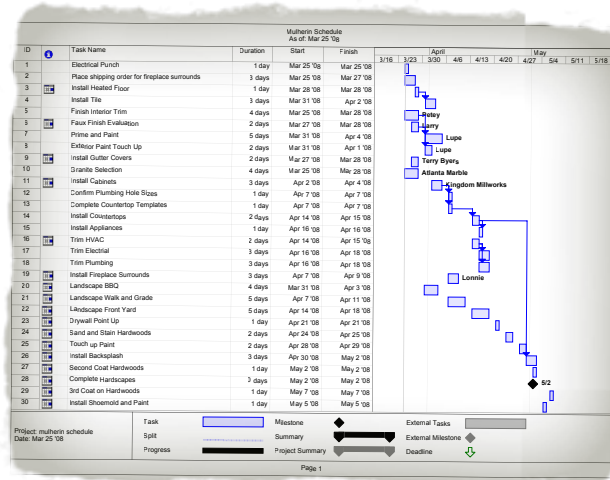 Mulherin Schedule
As of: Mar 25 '08
ID Task Name Duration Start Finish April May
3/16 3/23 3/30 4/6 4/13 4/20 4/27 5/4 5/11 5/18
1 Electrical Punch 1 day Mar 25 '08 Mar 25 '08
2 Place shipping order for fireplace surrounds 3 days Mar 25 '08 Mar 27 '08
3 Install Heated Floor 1 day Mar 28 '08 Mar 28 '08
4 Install Tile 3 days Mar 31 '08 Apr 2 '08
5 Finish Interior Trim 4 days Mar 25 '08 Mar 28 '08 Petey
6 Faux Finish Evaluation 2 days Mar 27 '08 Mar 28 '08 Larry
7 Prime and Paint 5 days Mar 31 '08 Apr 4 '08 Lupe
8 Exterior Paint Touch Up 2 days Mar 31 '08 Apr 1 '08 Lupe
9 Install Gutter Covers 2 days Mar 27 '08 Mar 28 '08 Terry Byers
10 Granite Selection 4 days Mar 25 '08 Mar 28 '08 Atlanta Marble
11 Install Cabinets 3 days Apr 2 '08 Apr 4 '08 Kingdom Millworks
12 Confirm Plumbing Hole Sizes 1 day Apr 7 '08 Apr 7 '08
13 Complete Countertop Templates 1 day Apr 7 '08 Apr 7 '08
14 Install Countertops 2 days Apr 14 '08 Apr 15 '08
15 Install Appliances 1 day Apr 16 '08 Apr 16 '08
16 Trim HVAC 2 days Apr 14 '08 Apr 15 '08
17 Trim Electrial 3 days Apr 16 '08 Apr 18 '08
18 Trim Plumbing 3 days Apr 16 '08 Apr 18 '08
19 Install Fireplace Surrounds 3 days Apr 7 '08 Apr 9 '08 Lonnie
20 Landscape BBQ 4 days Mar 31 '08 Apr 3 '08
21 Landscape Walk and Grade 5 days Apr 7 '08 Apr 11 '08
22 Landscape Front Yard 5 days Apr 14 '08 Apr 18 '08
23 Drywall Point Up 1 day Apr 21 '08 Apr 21 '08
24 Sand and Stain Hardwoods 2 days Apr 24 '08 Apr 25 '08
25 Touch up Paint 2 days Apr 28 '08 Apr 29 '08
26 Install Backsplash 3 days Apr 30 '08 May 2 '08
27 Second Coat Hardwoods 1 day May 2 '08 May 2 '08
28 Complete Hardscapes 0 days May 2 '08 May 2 '08 5/2
29 3rd Coat on Hardwoods 1 day May 7 '08 May 7 '08
30 Install Shoemold and Paint 1 day May 5 '08 May 5 '08
Project: mulherin schedule
Date: Mar 25 '08
Task Milestone External Tasks
Split Summary External Milestone
Progress Project Summary Deadline
Page 1